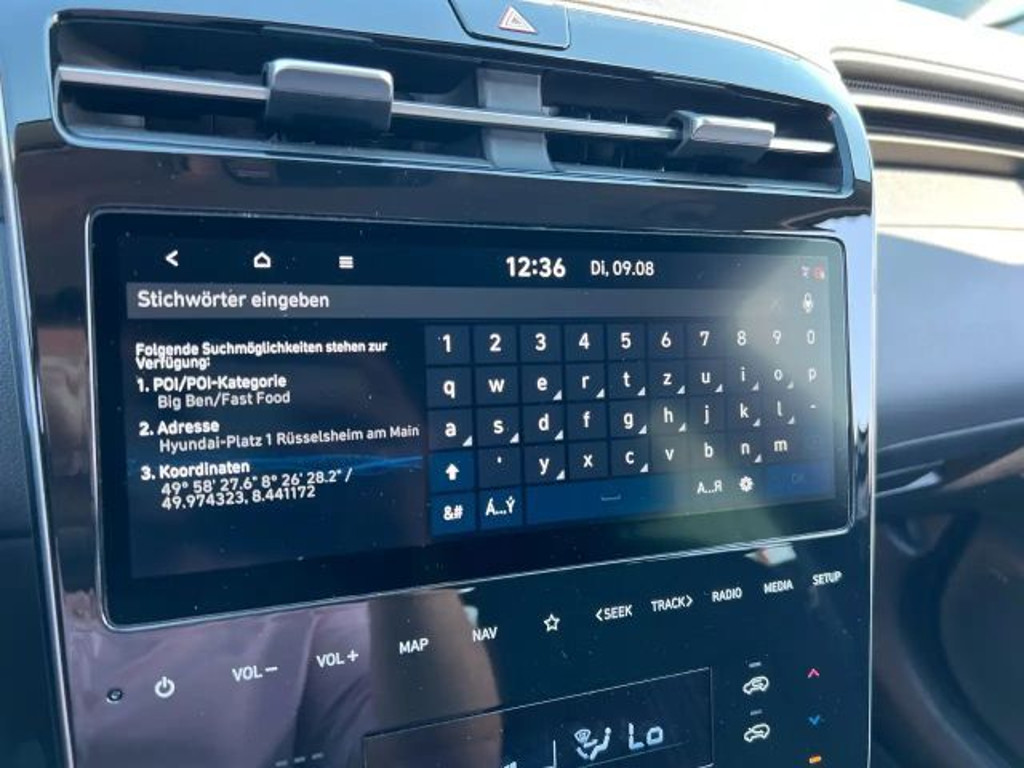 12:36 Di, 09.08
Stichwörter eingeben
Folgende Suchmöglichkeiten stehen zur
Verfügung:
1. POI/POI-Kategorie
Big Ben/Fast Food
2. Adresse
Hyundai-Platz 1 Rüsselsheim am Main
3. Koordinaten
49° 58' 27.6" 8° 26' 28.2" /
49.974323, 8.441172
1 2 3 4 5 6 7 8 9 0
q w e r t z u i o p
a s d f g h j k l -
' y x c v b n m
&# Á...Ý A...Я OK
VOL- VOL+ MAP NAV <SEEK TRACK> RADIO MEDIA SETUP
Lo